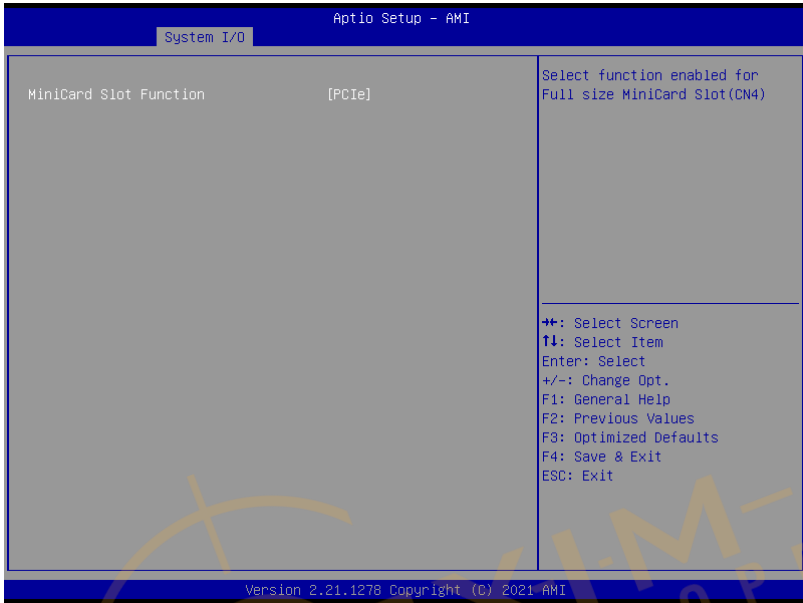 Aptio Setup - AMI
System I/O
MiniCard Slot Function [PCIe]
Select function enabled for
Full size MiniCard Slot(CN4)
→←: Select Screen
↑↓: Select Item
Enter: Select
+/-: Change Opt.
F1: General Help
F2: Previous Values
F3: Optimized Defaults
F4: Save & Exit
ESC: Exit
Version 2.21.1278 Copyright (C) 2021 AMI